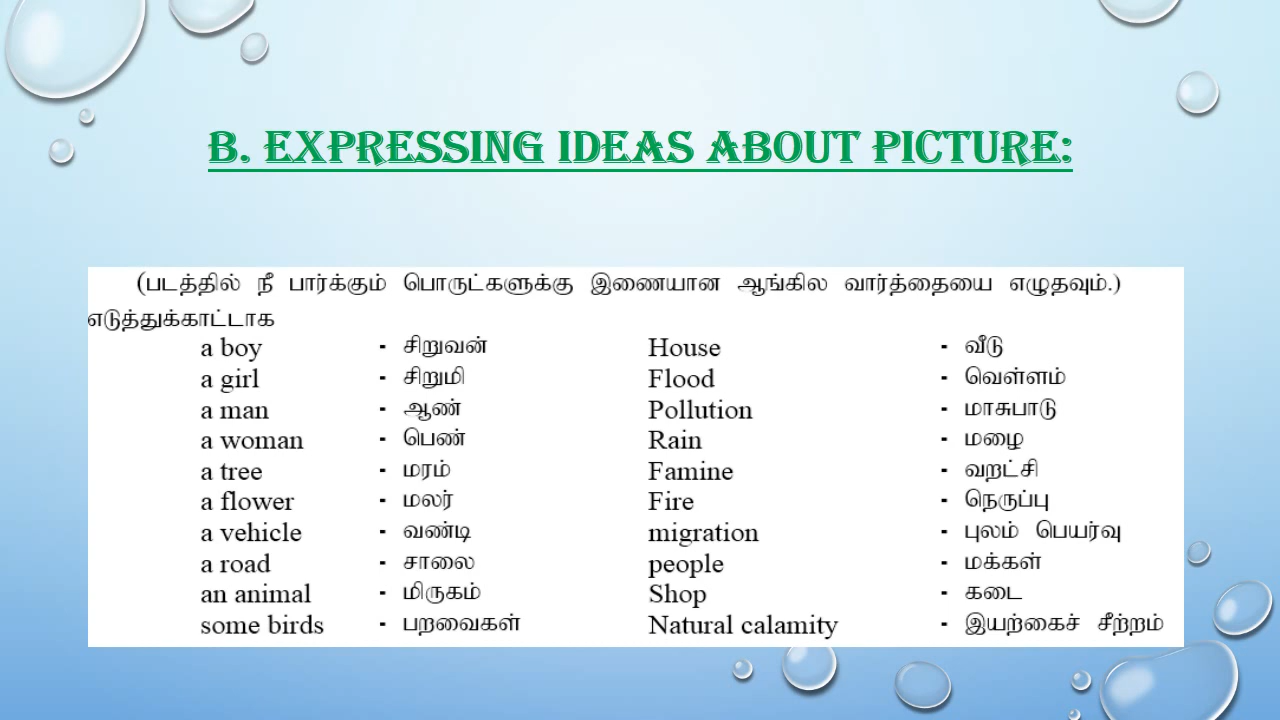 B. EXPRESSING IDEAS ABOUT PICTURE:
(படத்தில் நீ பார்க்கும் பொருட்களுக்கு இணையான ஆங்கில வார்த்தையை எழுதவும்.)
எடுத்துக்காட்டாக
a boy - சிறுவன் House - வீடு
a girl - சிறுமி Flood - வெள்ளம்
a man - ஆண் Pollution - மாசுபாடு
a woman - பெண் Rain - மழை
a tree - மரம் Famine - வறட்சி
a flower - மலர் Fire - நெருப்பு
a vehicle - வண்டி migration - புலம் பெயர்வு
a road - சாலை people - மக்கள்
an animal - மிருகம் Shop - கடை
some birds - பறவைகள் Natural calamity - இயற்கைச் சீற்றம்